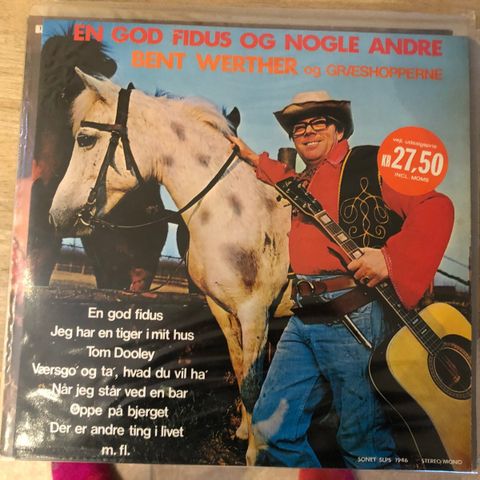 EN GOD FIDUS OG NOGLE ANDRE
BENT WERTHER og GRÆSHOPPERNE
vejl. udsalgspris
KR 27,50
INCL. MOMS
En god fidus
Jeg har en tiger i mit hus
Tom Dooley
Værsgo' og ta', hvad du vil ha'
Når jeg står ved en bar
Oppe på bjerget
Der er andre ting i livet
m. fl.
SONET SLPS 1946 STEREO/MONO